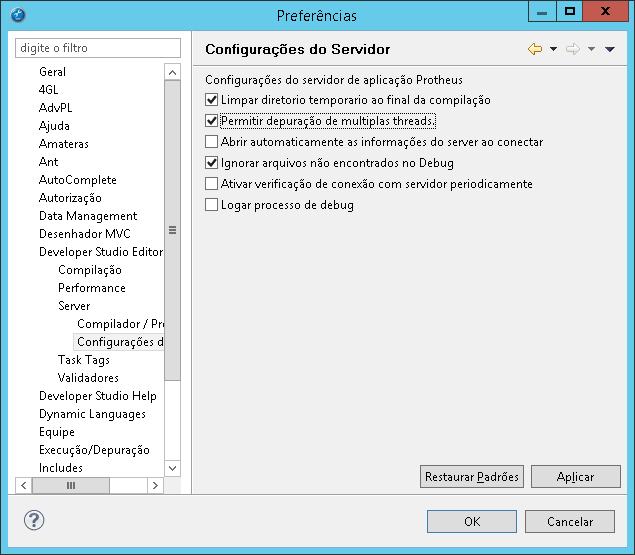 Preferências
digite o filtro
Geral
4GL
AdvPL
Ajuda
Amateras
Ant
AutoComplete
Autorização
Data Management
Desenhador MVC
Developer Studio Editor
Compilação
Performance
Server
Compilador / Pr
Configurações d
Task Tags
Validadores
Developer Studio Help
Dynamic Languages
Equipe
Execução/Depuração
Includes
Configurações do Servidor
Configurações do servidor de aplicação Protheus
Limpar diretorio temporario ao final da compilação
Permitir depuração de multiplas threads.
Abrir automaticamente as informações do server ao conectar
Ignorar arquivos não encontrados no Debug
Ativar verificação de conexão com servidor periodicamente
Logar processo de debug
Restaurar Padrões
Aplicar
?
OK
Cancelar